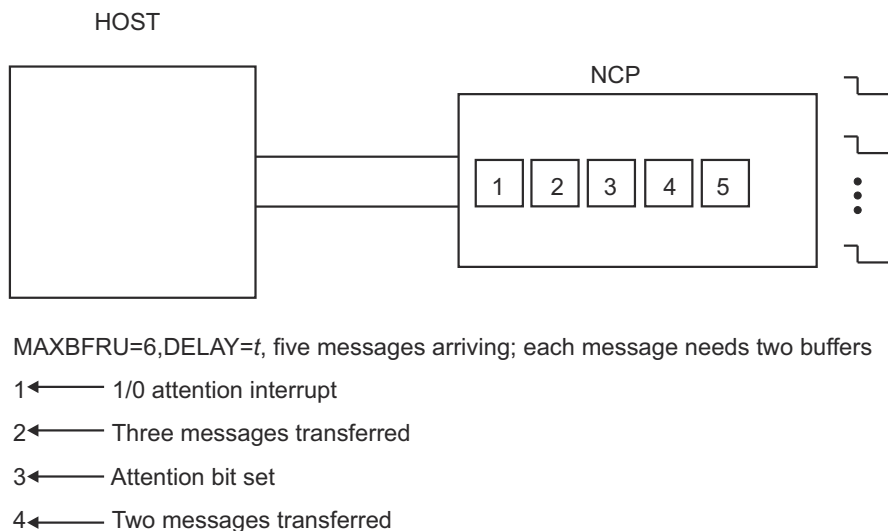 HOST
NCP
1 2 3 4 5
MAXBFRU=6,DELAY=t, five messages arriving; each message needs two buffers
1 1/0 attention interrupt
2 Three messages transferred
3 Attention bit set
4 Two messages transferred